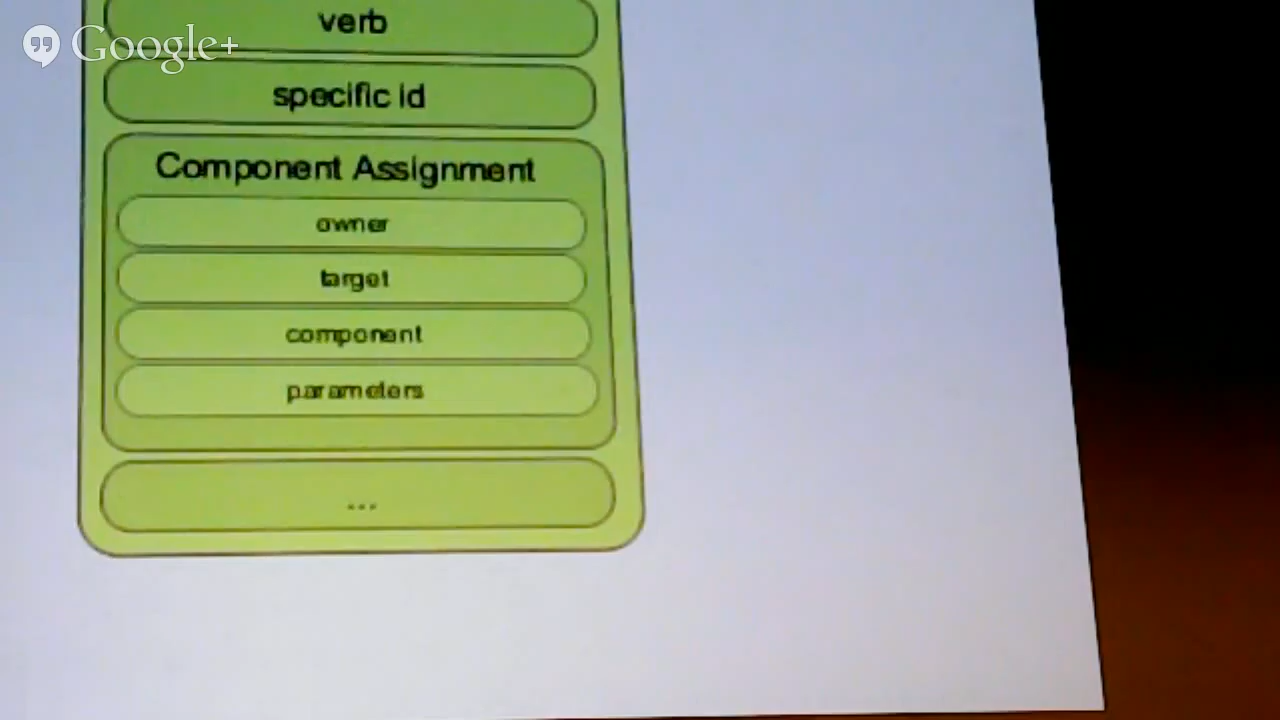 Google+
verb
specific id
Component Assignment
owner
target
component
parameters
...